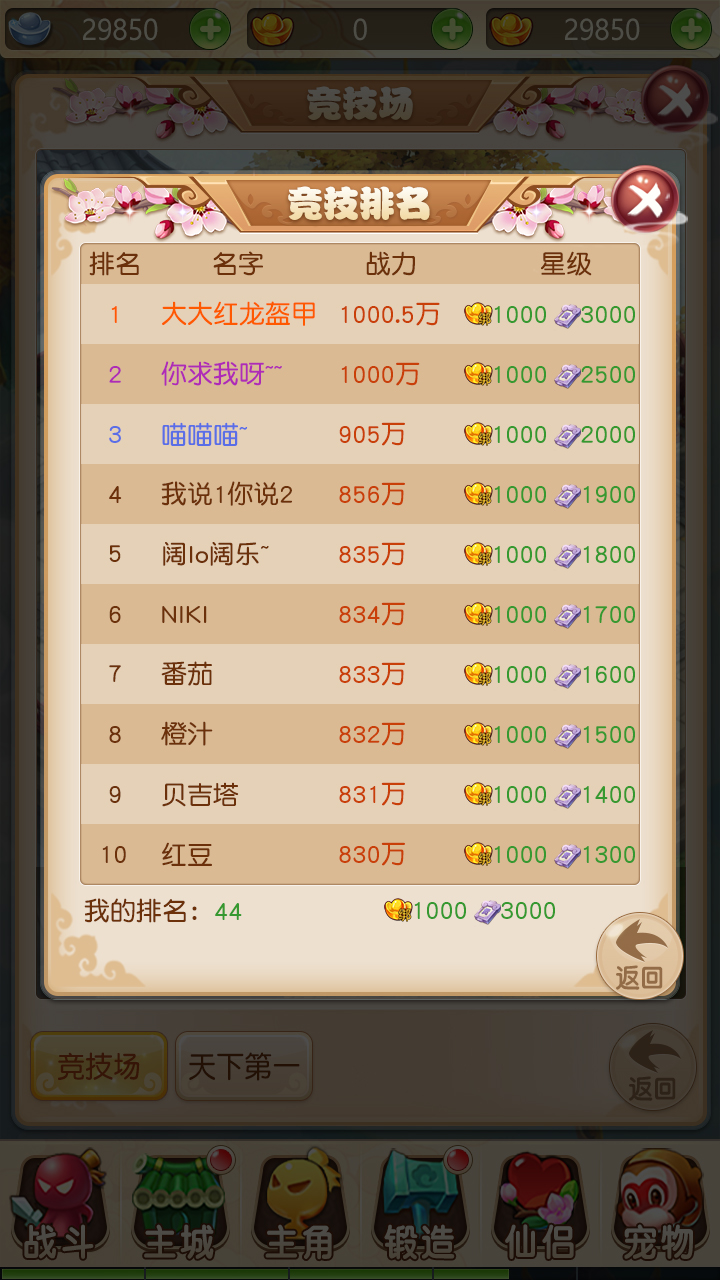 29850 0 29850
竞技场
竞技排名
排名 名字 战力 星级
1 大大红龙盔甲 1000.5万 1000 3000
2 你求我呀~~ 1000万 1000 2500
3 喵喵喵~ 905万 1000 2000
4 我说1你说2 856万 1000 1900
5 阔lo阔乐~ 835万 1000 1800
6 NIKI 834万 1000 1700
7 番茄 833万 1000 1600
8 橙汁 832万 1000 1500
9 贝吉塔 831万 1000 1400
10 红豆 830万 1000 1300
我的排名：44 1000 3000
返回
竞技场 天下第一 返回
战斗 主城 主角 锻造 仙侣 宠物